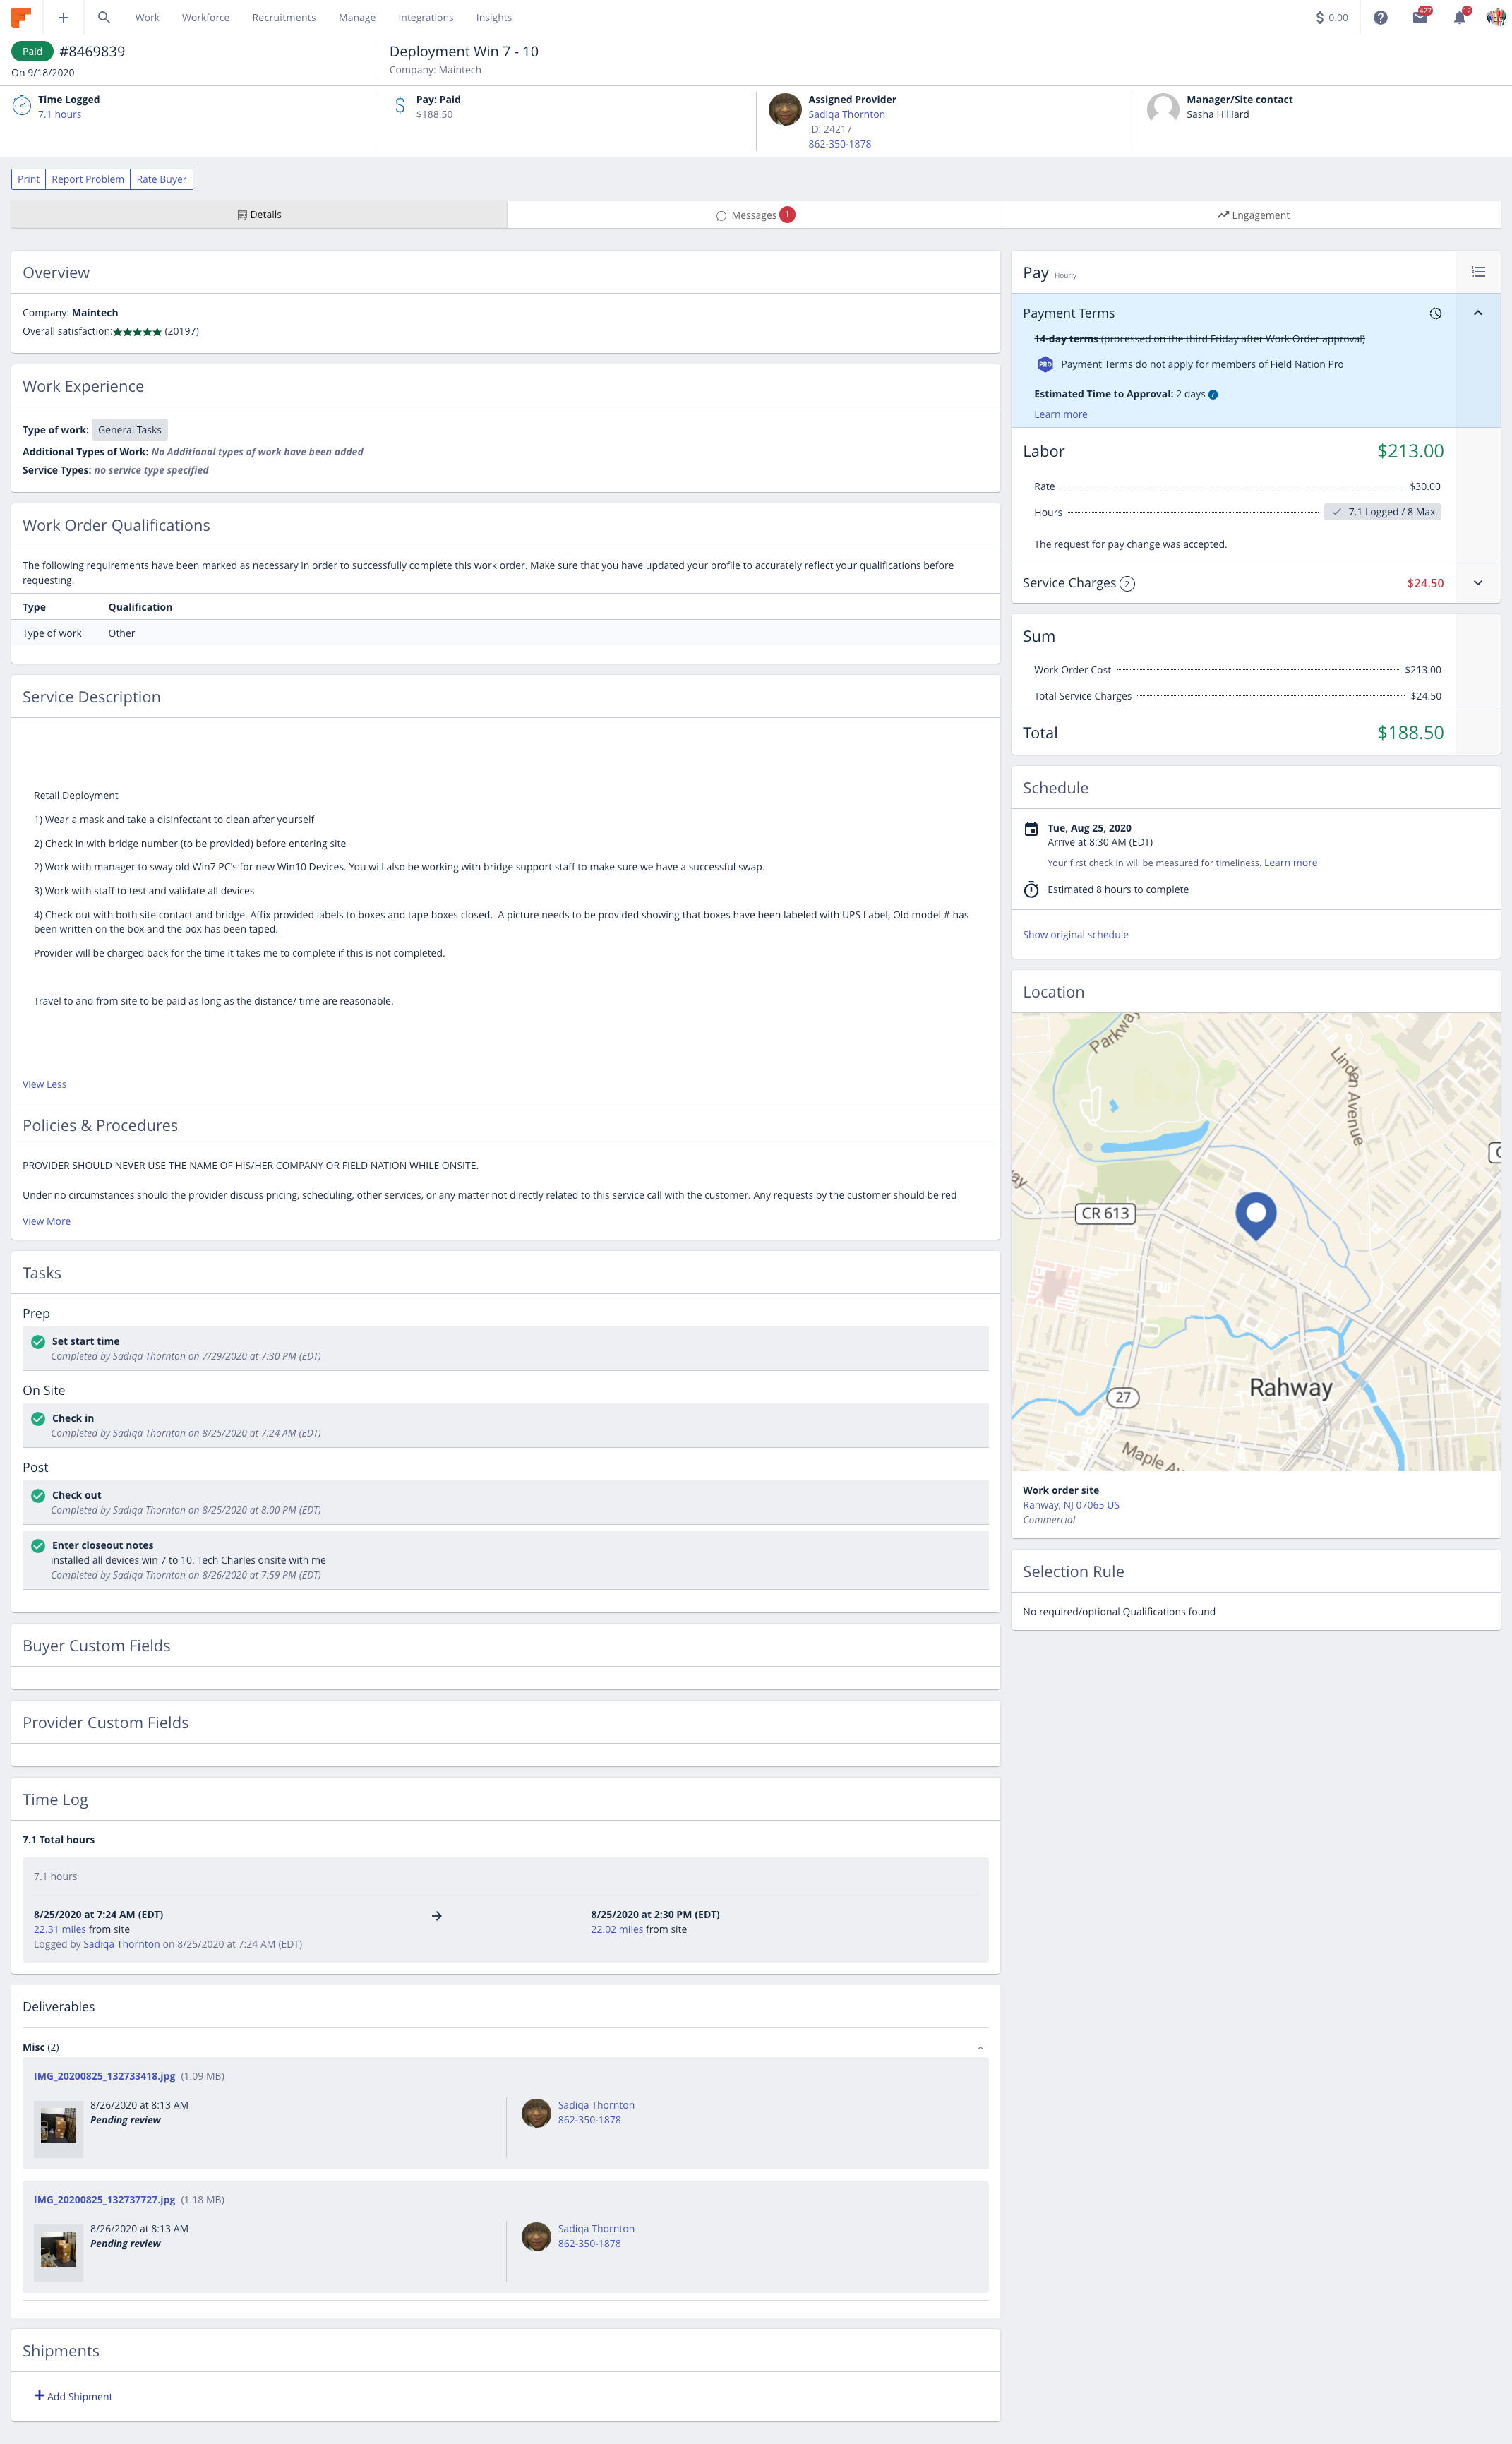 Work Workforce Recruitments Manage Integrations Insights $ 0.00 427 12
Paid #8469839
On 9/18/2020
Deployment Win 7 - 10
Company: Maintech
Time Logged
7.1 hours
Pay: Paid
$188.50
Assigned Provider
Sadiqa Thornton
ID: 24217
862-350-1878
Manager/Site contact
Sasha Hilliard
Print Report Problem Rate Buyer
Details Messages 1 Engagement
Overview
Company: Maintech
Overall satisfaction: (20197)
Work Experience
Type of work: General Tasks
Additional Types of Work: No Additional types of work have been added
Service Types: no service type specified
Work Order Qualifications
The following requirements have been marked as necessary in order to successfully complete this work order. Make sure that you have updated your profile to accurately reflect your qualifications before
requesting.
Type Qualification
Type of work Other
Service Description
Retail Deployment
1) Wear a mask and take a disinfectant to clean after yourself
2) Check in with bridge number (to be provided) before entering site
2) Work with manager to sway old Win7 PC's for new Win10 Devices. You will also be working with bridge support staff to make sure we have a successful swap.
3) Work with staff to test and validate all devices
4) Check out with both site contact and bridge. Affix provided labels to boxes and tape boxes closed.  A picture needs to be provided showing that boxes have been labeled with UPS Label, Old model # has
been written on the box and the box has been taped.
Provider will be charged back for the time it takes me to complete if this is not completed.
Travel to and from site to be paid as long as the distance/ time are reasonable.
View Less
Policies & Procedures
PROVIDER SHOULD NEVER USE THE NAME OF HIS/HER COMPANY OR FIELD NATION WHILE ONSITE.
Under no circumstances should the provider discuss pricing, scheduling, other services, or any matter not directly related to this service call with the customer. Any requests by the customer should be red
View More
Tasks
Prep
Set start time
Completed by Sadiqa Thornton on 7/29/2020 at 7:30 PM (EDT)
On Site
Check in
Completed by Sadiqa Thornton on 8/25/2020 at 7:24 AM (EDT)
Post
Check out
Completed by Sadiqa Thornton on 8/25/2020 at 8:00 PM (EDT)
Enter closeout notes
installed all devices win 7 to 10. Tech Charles onsite with me
Completed by Sadiqa Thornton on 8/26/2020 at 7:59 PM (EDT)
Buyer Custom Fields
Provider Custom Fields
Time Log
7.1 Total hours
7.1 hours
8/25/2020 at 7:24 AM (EDT) 8/25/2020 at 2:30 PM (EDT)
22.31 miles from site 22.02 miles from site
Logged by Sadiqa Thornton on 8/25/2020 at 7:24 AM (EDT)
Deliverables
Misc (2)
IMG_20200825_132733418.jpg (1.09 MB)
8/26/2020 at 8:13 AM
Pending review
Sadiqa Thornton
862-350-1878
IMG_20200825_132737727.jpg (1.18 MB)
8/26/2020 at 8:13 AM
Pending review
Sadiqa Thornton
862-350-1878
Shipments
Add Shipment
Pay Hourly
Payment Terms
14-day terms (processed on the third Friday after Work Order approval)
PRO Payment Terms do not apply for members of Field Nation Pro
Estimated Time to Approval: 2 days
Learn more
Labor $213.00
Rate $30.00
Hours 7.1 Logged / 8 Max
The request for pay change was accepted.
Service Charges 2 $24.50
Sum
Work Order Cost $213.00
Total Service Charges $24.50
Total $188.50
Schedule
Tue, Aug 25, 2020
Arrive at 8:30 AM (EDT)
Your first check in will be measured for timeliness. Learn more
Estimated 8 hours to complete
Show original schedule
Location
Parkway
Linden Avenue
CR 613
Rahway
27
Maple Av
Work order site
Rahway, NJ 07065 US
Commercial
Selection Rule
No required/optional Qualifications found